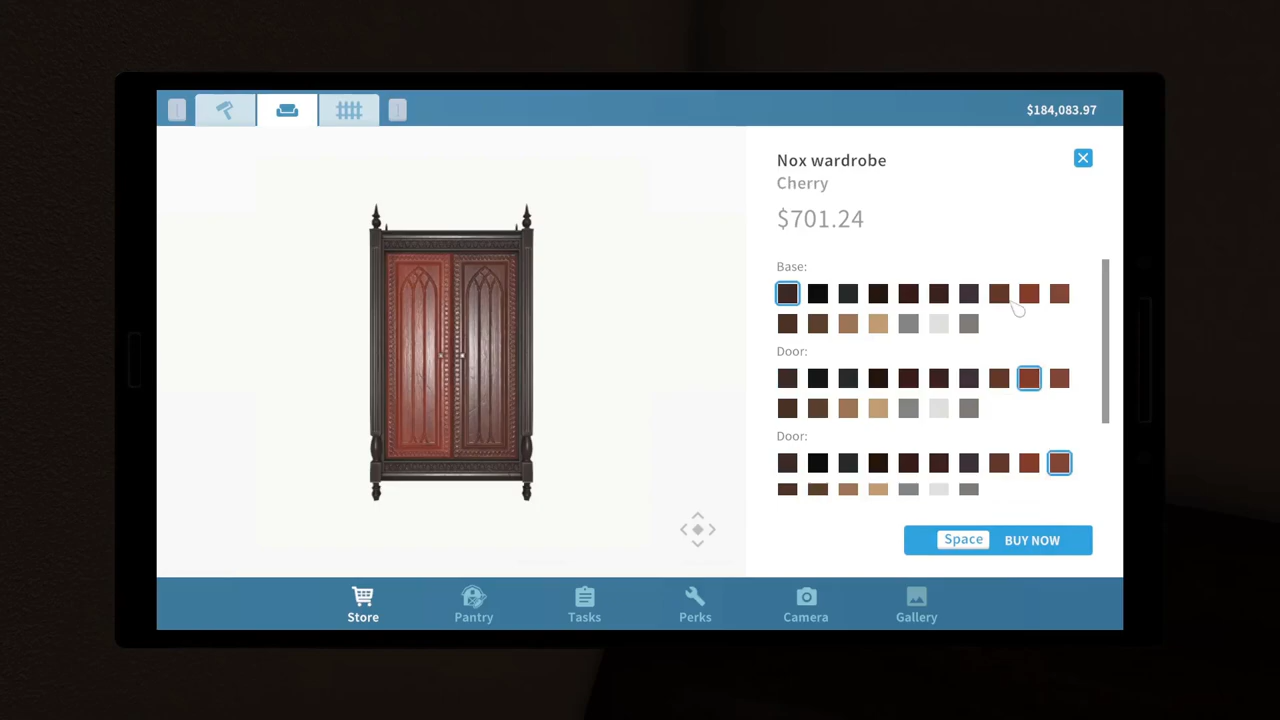 $184,083.97
Nox wardrobe
Cherry
$701.24
Base:
Door:
Door:
Space BUY NOW
Store
Pantry
Tasks
Perks
Camera
Gallery